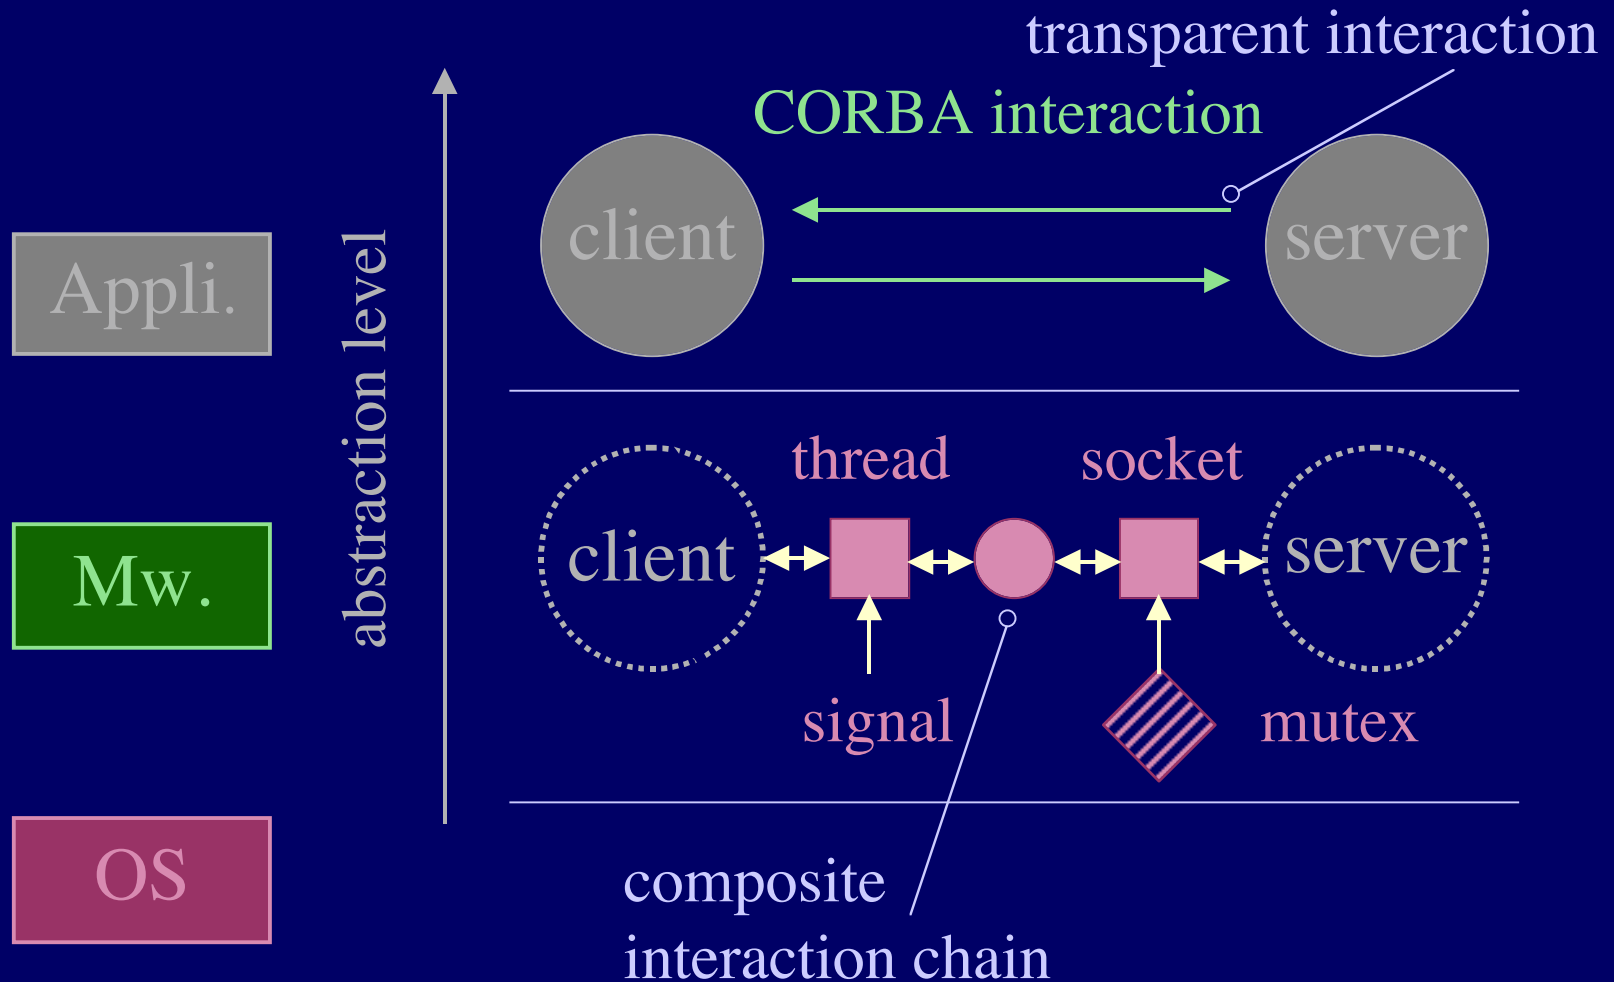 transparent interaction
CORBA interaction
client
server
Appli.
abstraction level
thread
socket
client
server
Mw.
signal
mutex
OS
composite
interaction chain